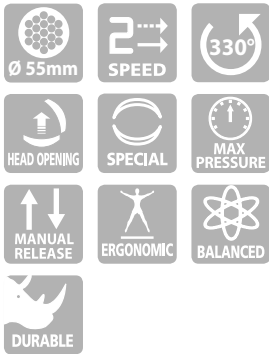 Ø 55mm
2
SPEED
330°
HEAD OPENING
SPECIAL
MAX
PRESSURE
MANUAL
RELEASE
ERGONOMIC
BALANCED
DURABLE